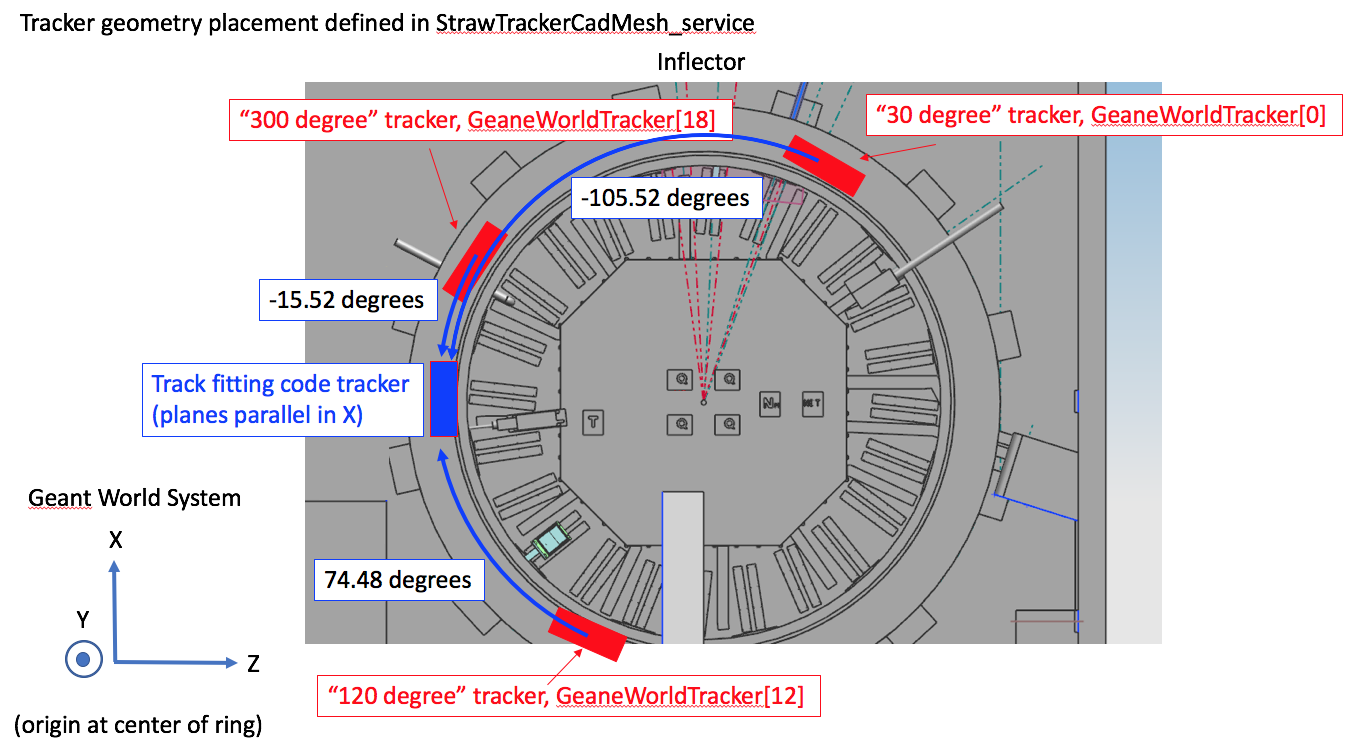 Tracker geometry placement defined in StrawTrackerCadMesh_service
Inflector
“300 degree” tracker, GeaneWorldTracker[18]
“30 degree” tracker, GeaneWorldTracker[0]
-105.52 degrees
-15.52 degrees
Track fitting code tracker
(planes parallel in X)
Q
Q
T
Q
Q
Geant World System
X
74.48 degrees
Y
Z
“120 degree” tracker, GeaneWorldTracker[12]
(origin at center of ring)